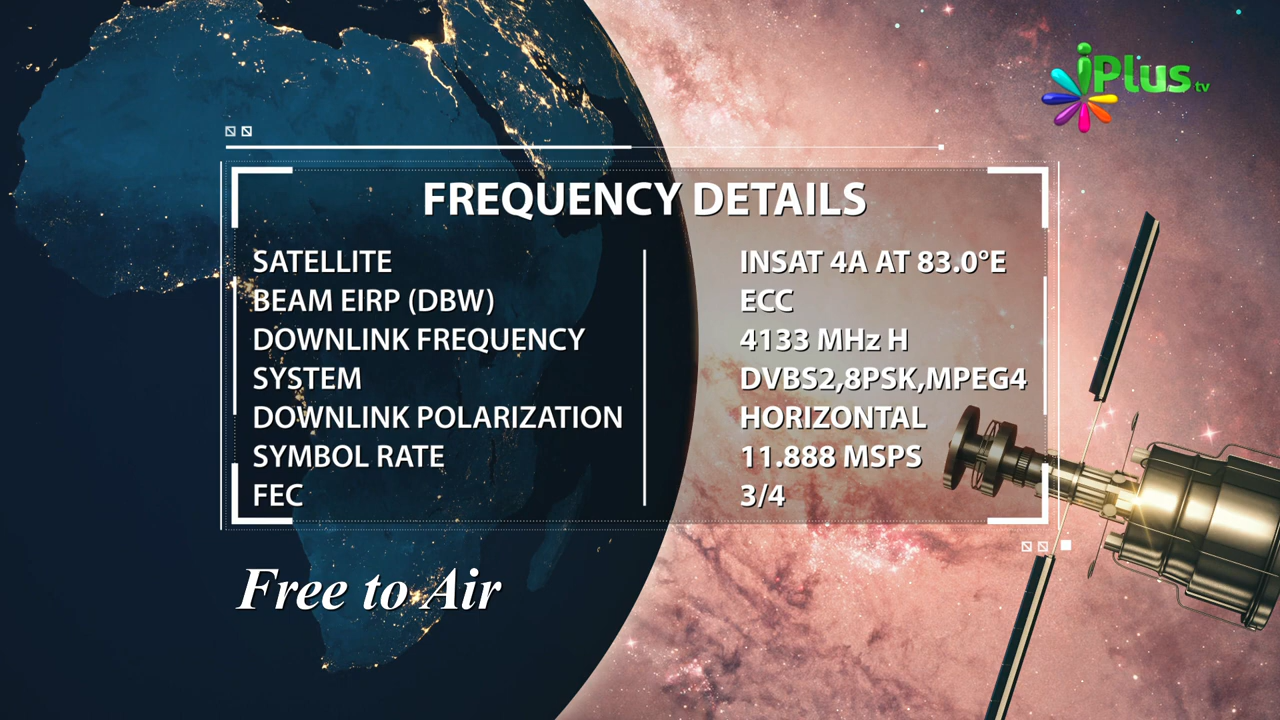 iPlus tv
FREQUENCY DETAILS
SATELLITE INSAT 4A AT 83.0°E
BEAM EIRP (DBW) ECC
DOWNLINK FREQUENCY 4133 MHz H
SYSTEM DVBS2,8PSK,MPEG4
DOWNLINK POLARIZATION HORIZONTAL
SYMBOL RATE 11.888 MSPS
FEC 3/4
Free to Air